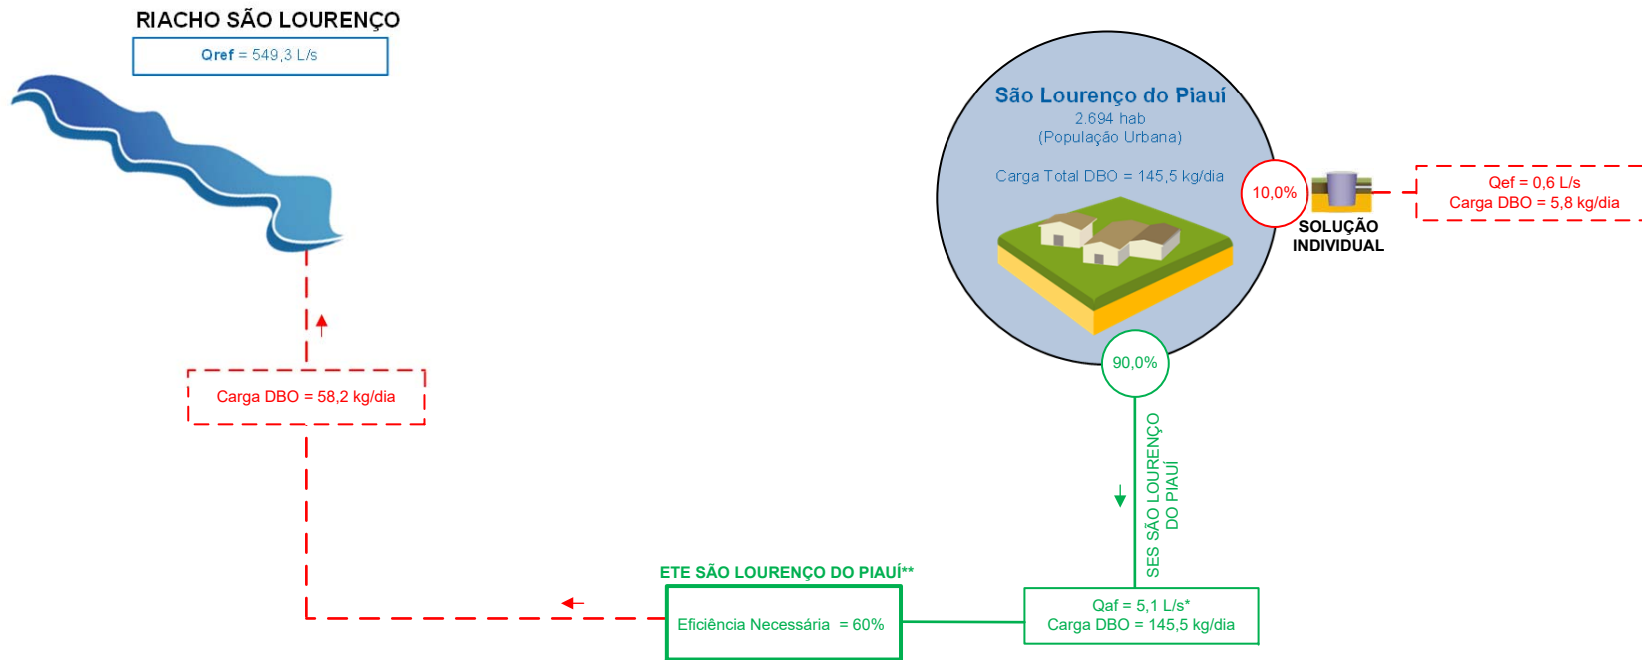 RIACHO SÃO LOURENÇO
Qref = 549,3 L/s
São Lourenço do Piauí
2.694 hab
(População Urbana)
Carga Total DBO = 145,5 kg/dia
10,0%
SOLUÇÃO
INDIVIDUAL
Qef = 0,6 L/s
Carga DBO = 5,8 kg/dia
90,0%
Carga DBO = 58,2 kg/dia
SES SÃO LOURENÇO
DO PIAUÍ
ETE SÃO LOURENÇO DO PIAUÍ**
Eficiência Necessária = 60%
Qaf = 5,1 L/s*
Carga DBO = 145,5 kg/dia